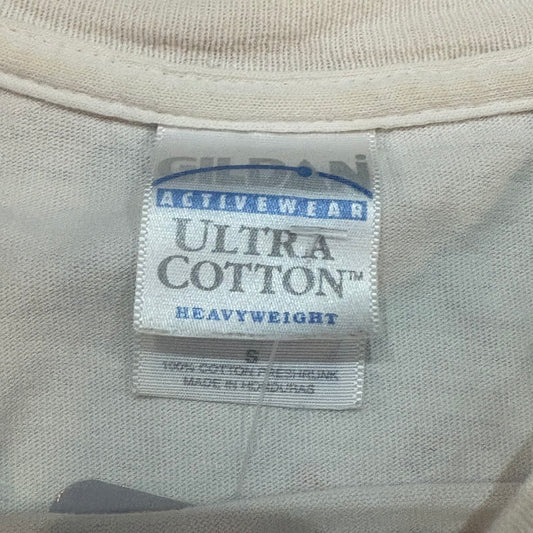 GILDAN
ACTIVEWEAR
ULTRA
COTTON™
HEAVYWEIGHT
S
100% COTTON PRESHRUNK
MADE IN HONDURAS